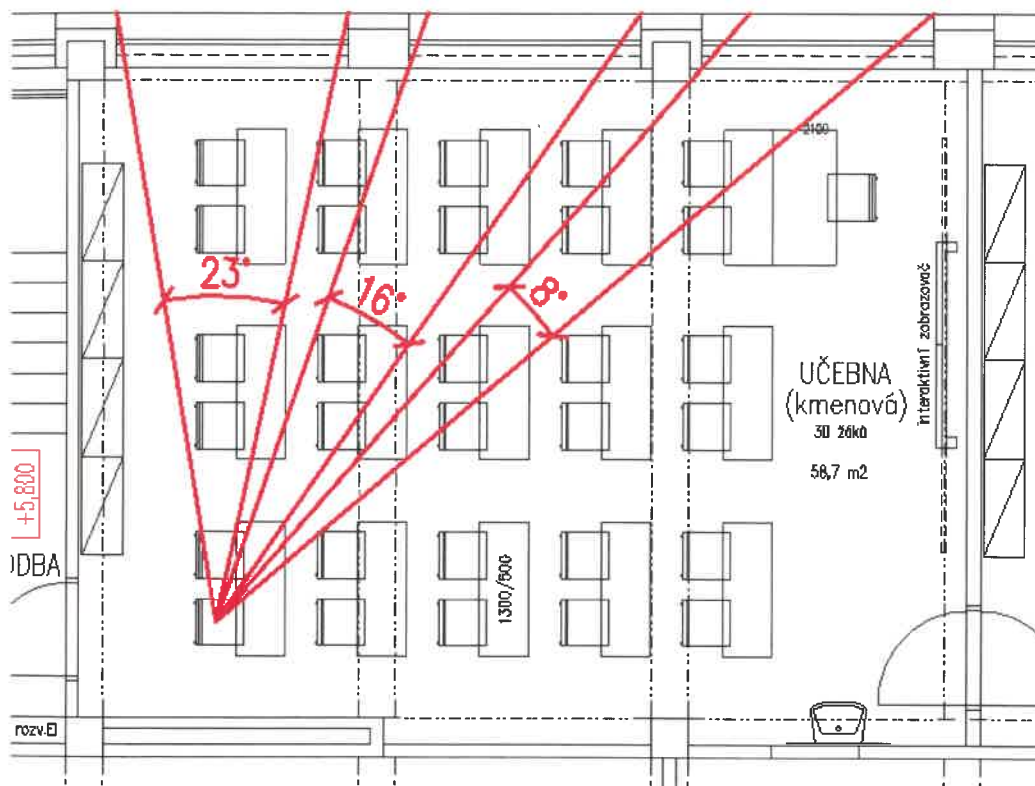 2100
23°
16°
8°
interaktivní zobrazovač
UČEBNA
(kmenová)
30 žáků
58,7 m2
+5,800
ODBA
1300/500
rozv.E